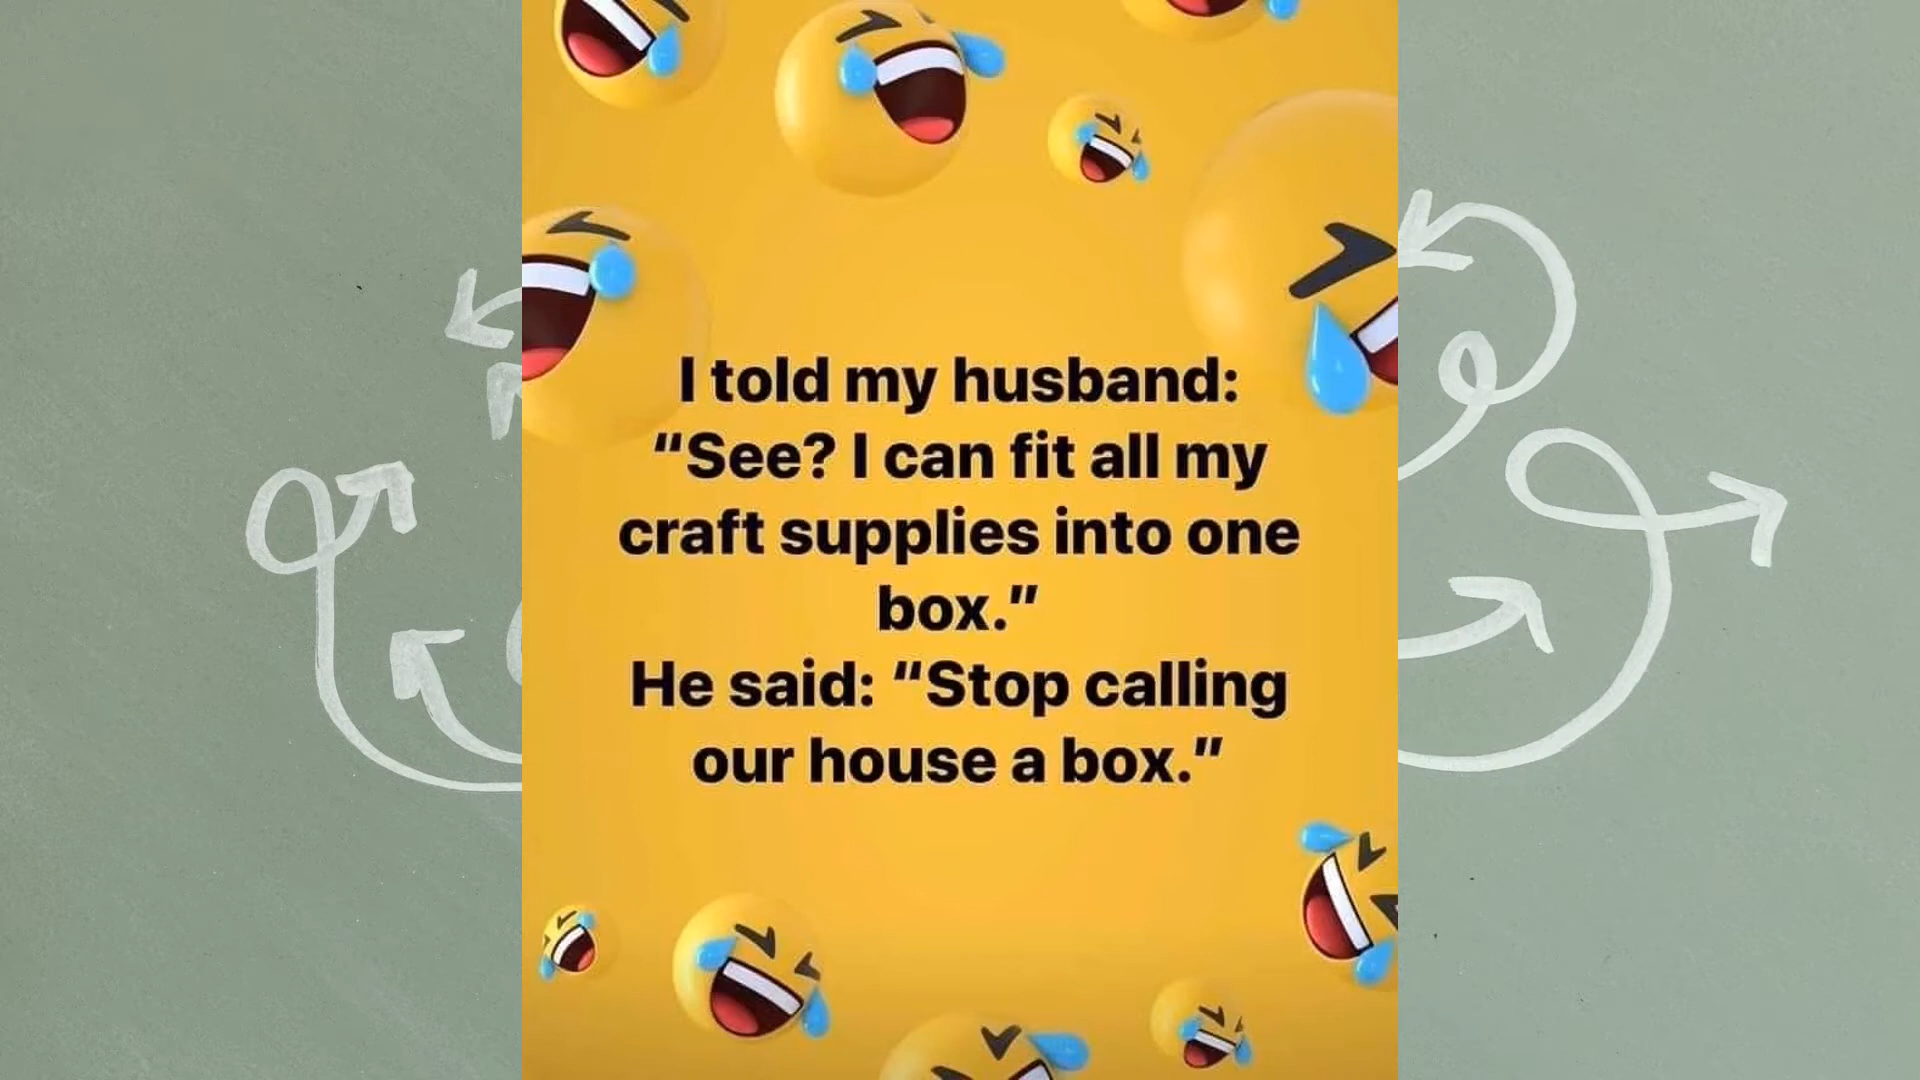 I told my husband:
"See? I can fit all my
craft supplies into one
box."
He said: "Stop calling
our house a box."